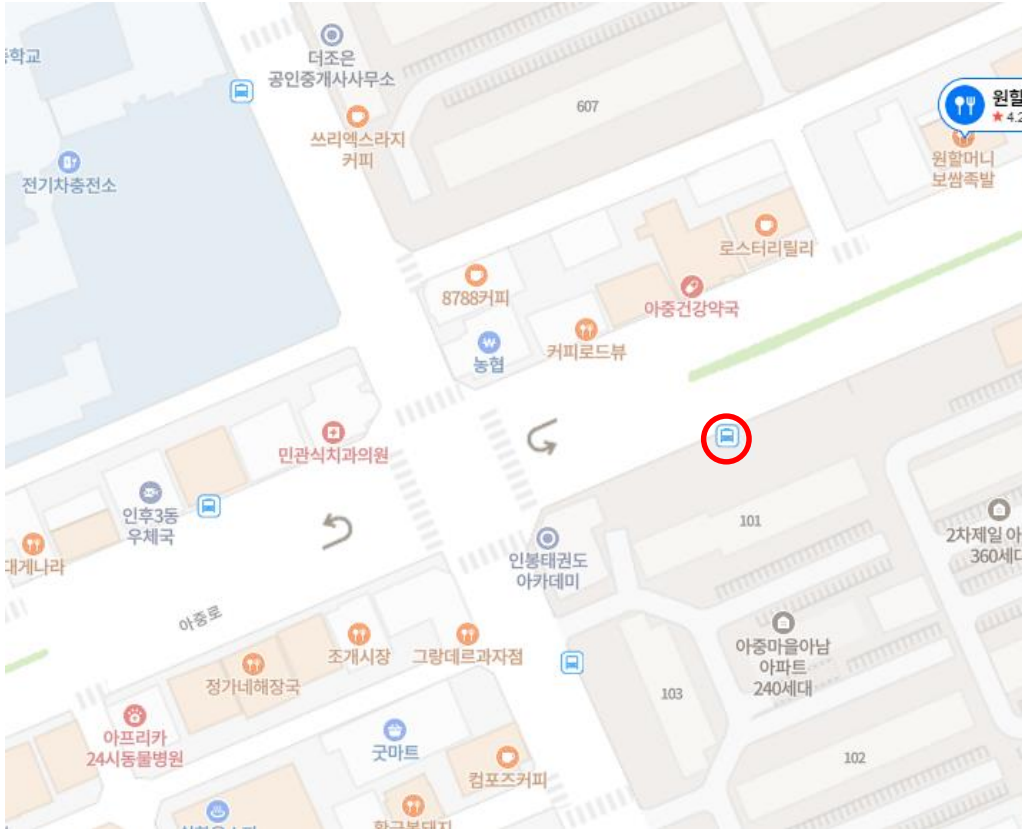 더조은
공인중개사사무소
학교
607
원할
★ 4.2
쓰리엑스라지
커피
전기차충전소
원할머니
보쌈족발
로스터리릴리
8788커피
아중건강약국
커피로드뷰
농협
민관식치과의원
인후3동
우체국
101
2차제일 아
360세대
인봉태권도
아카데미
대게나라
아중로
조개시장
그랑데르과자점
아중마을아남
아파트
240세대
정가네해장국
103
아프리카
24시동물병원
굿마트
102
컴포즈커피
황금복돼지